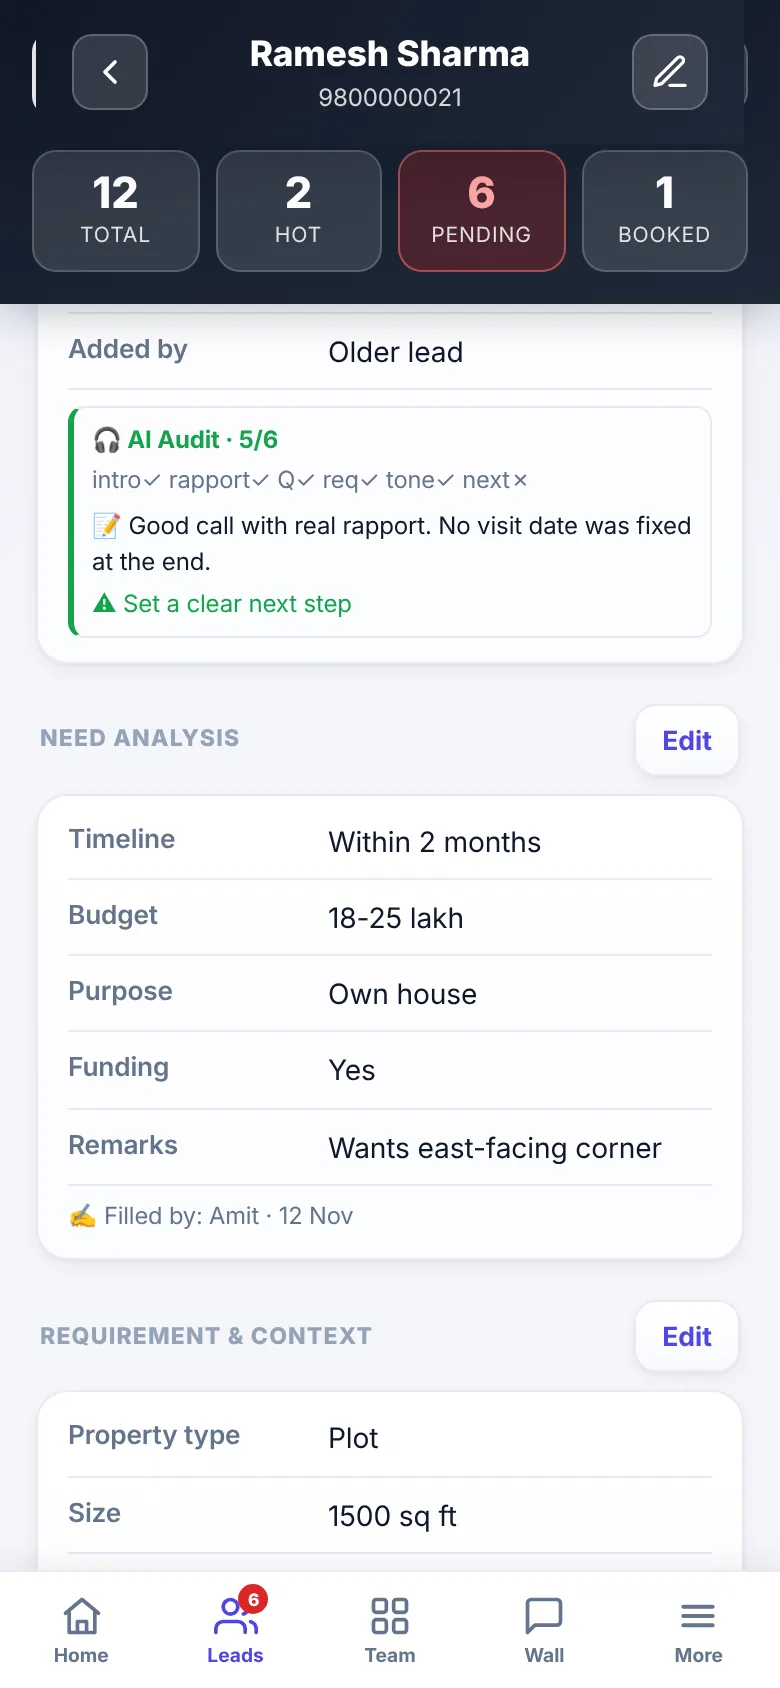 Ramesh Sharma
9800000021
12
TOTAL
2
HOT
6
PENDING
1
BOOKED
Added by
Older lead
🎧 AI Audit · 5/6
intro✓ rapport✓ Q✓ req✓ tone✓ next×
📝 Good call with real rapport. No visit date was fixed
at the end.
⚠ Set a clear next step
NEED ANALYSIS
Edit
Timeline
Within 2 months
Budget
18-25 lakh
Purpose
Own house
Funding
Yes
Remarks
Wants east-facing corner
✍️ Filled by: Amit · 12 Nov
REQUIREMENT & CONTEXT
Edit
Property type
Plot
Size
1500 sq ft
Home
6
Leads
Team
Wall
More